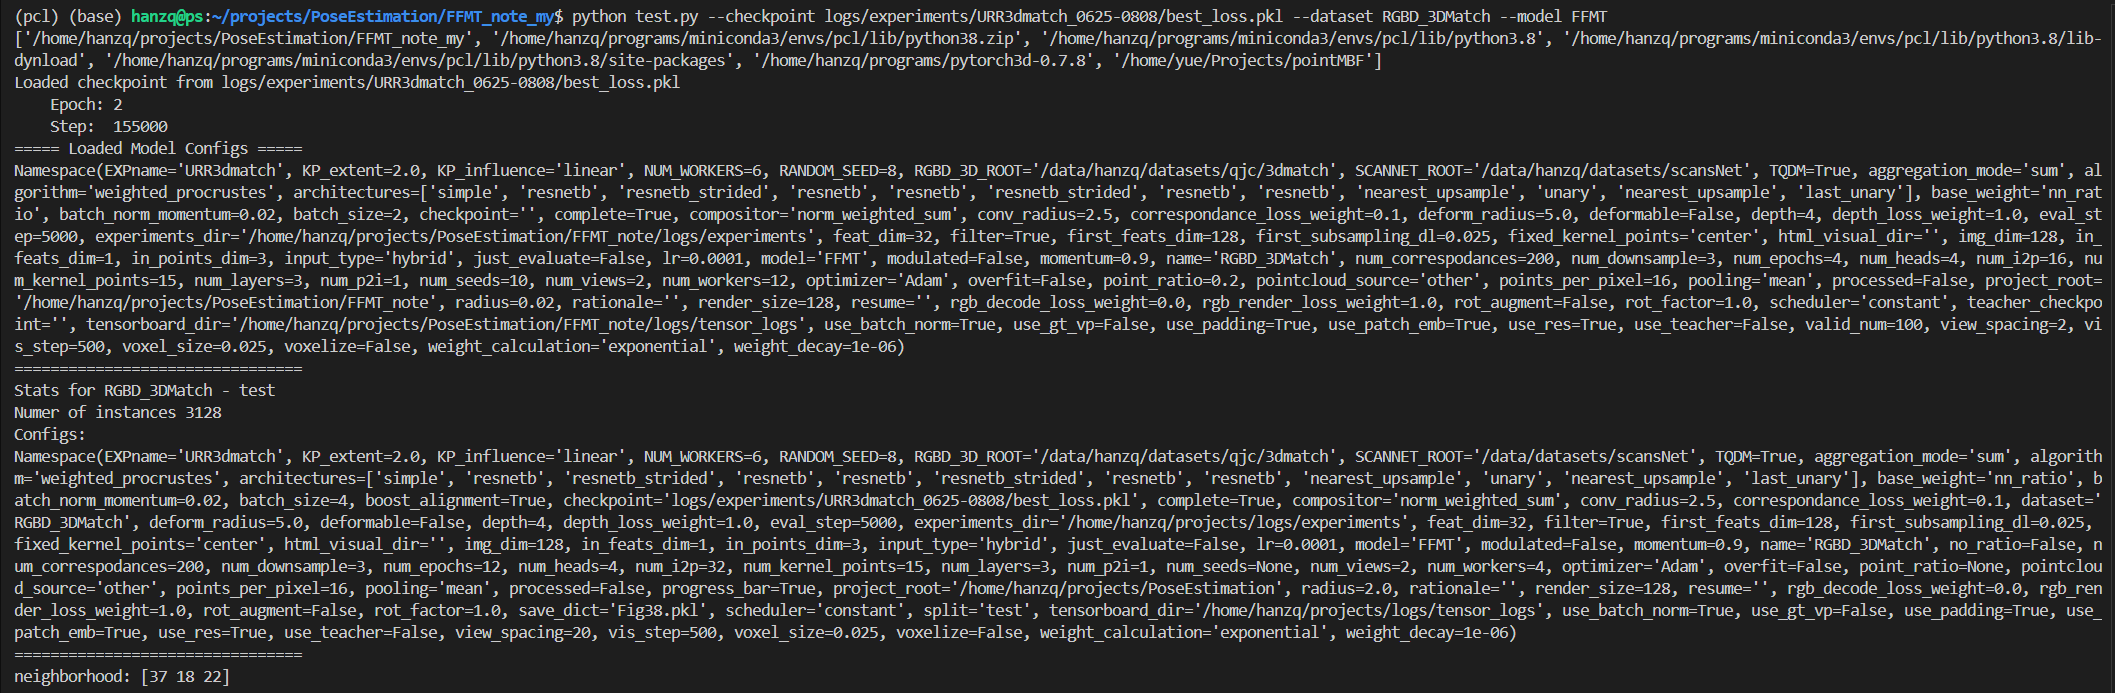 (pcl) (base) hanzq@ps:~/projects/PoseEstimation/FFMT_note_my$ python test.py --checkpoint logs/experiments/URR3dmatch_0625-0808/best_loss.pkl --dataset RGBD_3DMatch --model FFMT
['/home/hanzq/projects/PoseEstimation/FFMT_note_my', '/home/hanzq/programs/miniconda3/envs/pcl/lib/python38.zip', '/home/hanzq/programs/miniconda3/envs/pcl/lib/python3.8', '/home/hanzq/programs/miniconda3/envs/pcl/lib/python3.8/lib-
dynload', '/home/hanzq/programs/miniconda3/envs/pcl/lib/python3.8/site-packages', '/home/hanzq/programs/pytorch3d-0.7.8', '/home/yue/Projects/pointMBF']
Loaded checkpoint from logs/experiments/URR3dmatch_0625-0808/best_loss.pkl
    Epoch: 2
    Step:  155000
===== Loaded Model Configs =====
Namespace(EXPname='URR3dmatch', KP_extent=2.0, KP_influence='linear', NUM_WORKERS=6, RANDOM_SEED=8, RGBD_3D_ROOT='/data/hanzq/datasets/qjc/3dmatch', SCANNET_ROOT='/data/hanzq/datasets/scansNet', TQDM=True, aggregation_mode='sum', al
gorithm='weighted_procrustes', architectures=['simple', 'resnetb', 'resnetb_strided', 'resnetb', 'resnetb', 'resnetb_strided', 'resnetb', 'resnetb', 'nearest_upsample', 'unary', 'nearest_upsample', 'last_unary'], base_weight='nn_rat
io', batch_norm_momentum=0.02, batch_size=2, checkpoint='', complete=True, compositor='norm_weighted_sum', conv_radius=2.5, correspondance_loss_weight=0.1, deform_radius=5.0, deformable=False, depth=4, depth_loss_weight=1.0, eval_st
ep=5000, experiments_dir='/home/hanzq/projects/PoseEstimation/FFMT_note/logs/experiments', feat_dim=32, filter=True, first_feats_dim=128, first_subsampling_dl=0.025, fixed_kernel_points='center', html_visual_dir='', img_dim=128, in_
feats_dim=1, in_points_dim=3, input_type='hybrid', just_evaluate=False, lr=0.0001, model='FFMT', modulated=False, momentum=0.9, name='RGBD_3DMatch', num_correspodances=200, num_downsample=3, num_epochs=4, num_heads=4, num_i2p=16, nu
m_kernel_points=15, num_layers=3, num_p2i=1, num_seeds=10, num_views=2, num_workers=12, optimizer='Adam', overfit=False, point_ratio=0.2, pointcloud_source='other', points_per_pixel=16, pooling='mean', processed=False, project_root=
'/home/hanzq/projects/PoseEstimation/FFMT_note', radius=0.02, rationale='', render_size=128, resume='', rgb_decode_loss_weight=0.0, rgb_render_loss_weight=1.0, rot_augment=False, rot_factor=1.0, scheduler='constant', teacher_checkpo
int='', tensorboard_dir='/home/hanzq/projects/PoseEstimation/FFMT_note/logs/tensor_logs', use_batch_norm=True, use_gt_vp=False, use_padding=True, use_patch_emb=True, use_res=True, use_teacher=False, valid_num=100, view_spacing=2, vi
s_step=500, voxel_size=0.025, voxelize=False, weight_calculation='exponential', weight_decay=1e-06)
================================
Stats for RGBD_3DMatch - test
Numer of instances 3128
Configs:
Namespace(EXPname='URR3dmatch', KP_extent=2.0, KP_influence='linear', NUM_WORKERS=6, RANDOM_SEED=8, RGBD_3D_ROOT='/data/hanzq/datasets/qjc/3dmatch', SCANNET_ROOT='/data/datasets/scansNet', TQDM=True, aggregation_mode='sum', algorith
m='weighted_procrustes', architectures=['simple', 'resnetb', 'resnetb_strided', 'resnetb', 'resnetb', 'resnetb_strided', 'resnetb', 'resnetb', 'nearest_upsample', 'unary', 'nearest_upsample', 'last_unary'], base_weight='nn_ratio', b
atch_norm_momentum=0.02, batch_size=4, boost_alignment=True, checkpoint='logs/experiments/URR3dmatch_0625-0808/best_loss.pkl', complete=True, compositor='norm_weighted_sum', conv_radius=2.5, correspondance_loss_weight=0.1, dataset='
RGBD_3DMatch', deform_radius=5.0, deformable=False, depth=4, depth_loss_weight=1.0, eval_step=5000, experiments_dir='/home/hanzq/projects/logs/experiments', feat_dim=32, filter=True, first_feats_dim=128, first_subsampling_dl=0.025, 
fixed_kernel_points='center', html_visual_dir='', img_dim=128, in_feats_dim=1, in_points_dim=3, input_type='hybrid', just_evaluate=False, lr=0.0001, model='FFMT', modulated=False, momentum=0.9, name='RGBD_3DMatch', no_ratio=False, n
um_correspodances=200, num_downsample=3, num_epochs=12, num_heads=4, num_i2p=32, num_kernel_points=15, num_layers=3, num_p2i=1, num_seeds=None, num_views=2, num_workers=4, optimizer='Adam', overfit=False, point_ratio=None, pointclou
d_source='other', points_per_pixel=16, pooling='mean', processed=False, progress_bar=True, project_root='/home/hanzq/projects/PoseEstimation', radius=2.0, rationale='', render_size=128, resume='', rgb_decode_loss_weight=0.0, rgb_ren
der_loss_weight=1.0, rot_augment=False, rot_factor=1.0, save_dict='Fig38.pkl', scheduler='constant', split='test', tensorboard_dir='/home/hanzq/projects/logs/tensor_logs', use_batch_norm=True, use_gt_vp=False, use_padding=True, use_
patch_emb=True, use_res=True, use_teacher=False, view_spacing=20, vis_step=500, voxel_size=0.025, voxelize=False, weight_calculation='exponential', weight_decay=1e-06)
================================
neighborhood: [37 18 22]